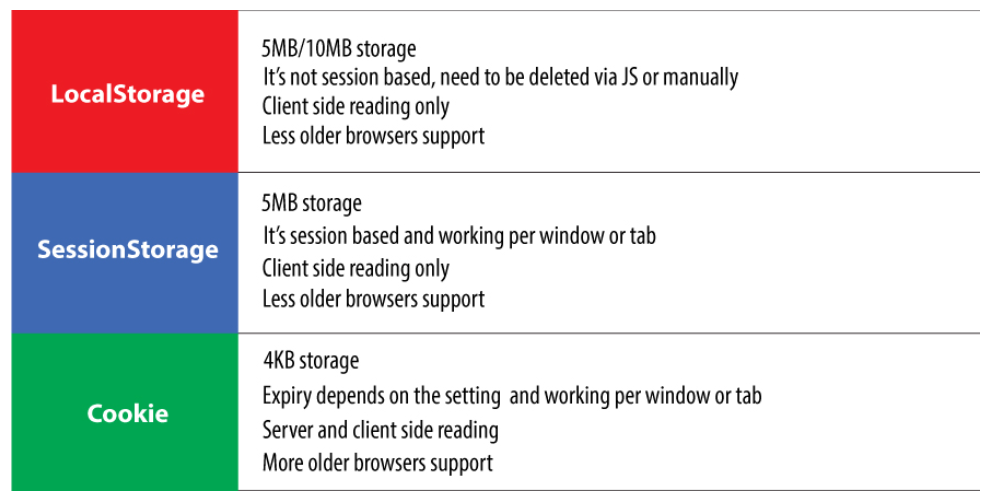 LocalStorage
5MB/10MB storage
It's not session based, need to be deleted via JS or manually
Client side reading only
Less older browsers support
SessionStorage
5MB storage
It's session based and working per window or tab
Client side reading only
Less older browsers support
Cookie
4KB storage
Expiry depends on the setting and working per window or tab
Server and client side reading
More older browsers support